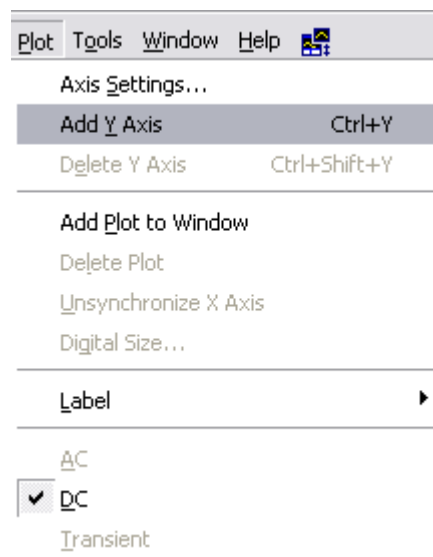 Plot Tools Window Help
Axis Settings...
Add Y Axis Ctrl+Y
Delete Y Axis Ctrl+Shift+Y
Add Plot to Window
Delete Plot
Unsynchronize X Axis
Digital Size...
Label
AC
DC
Transient